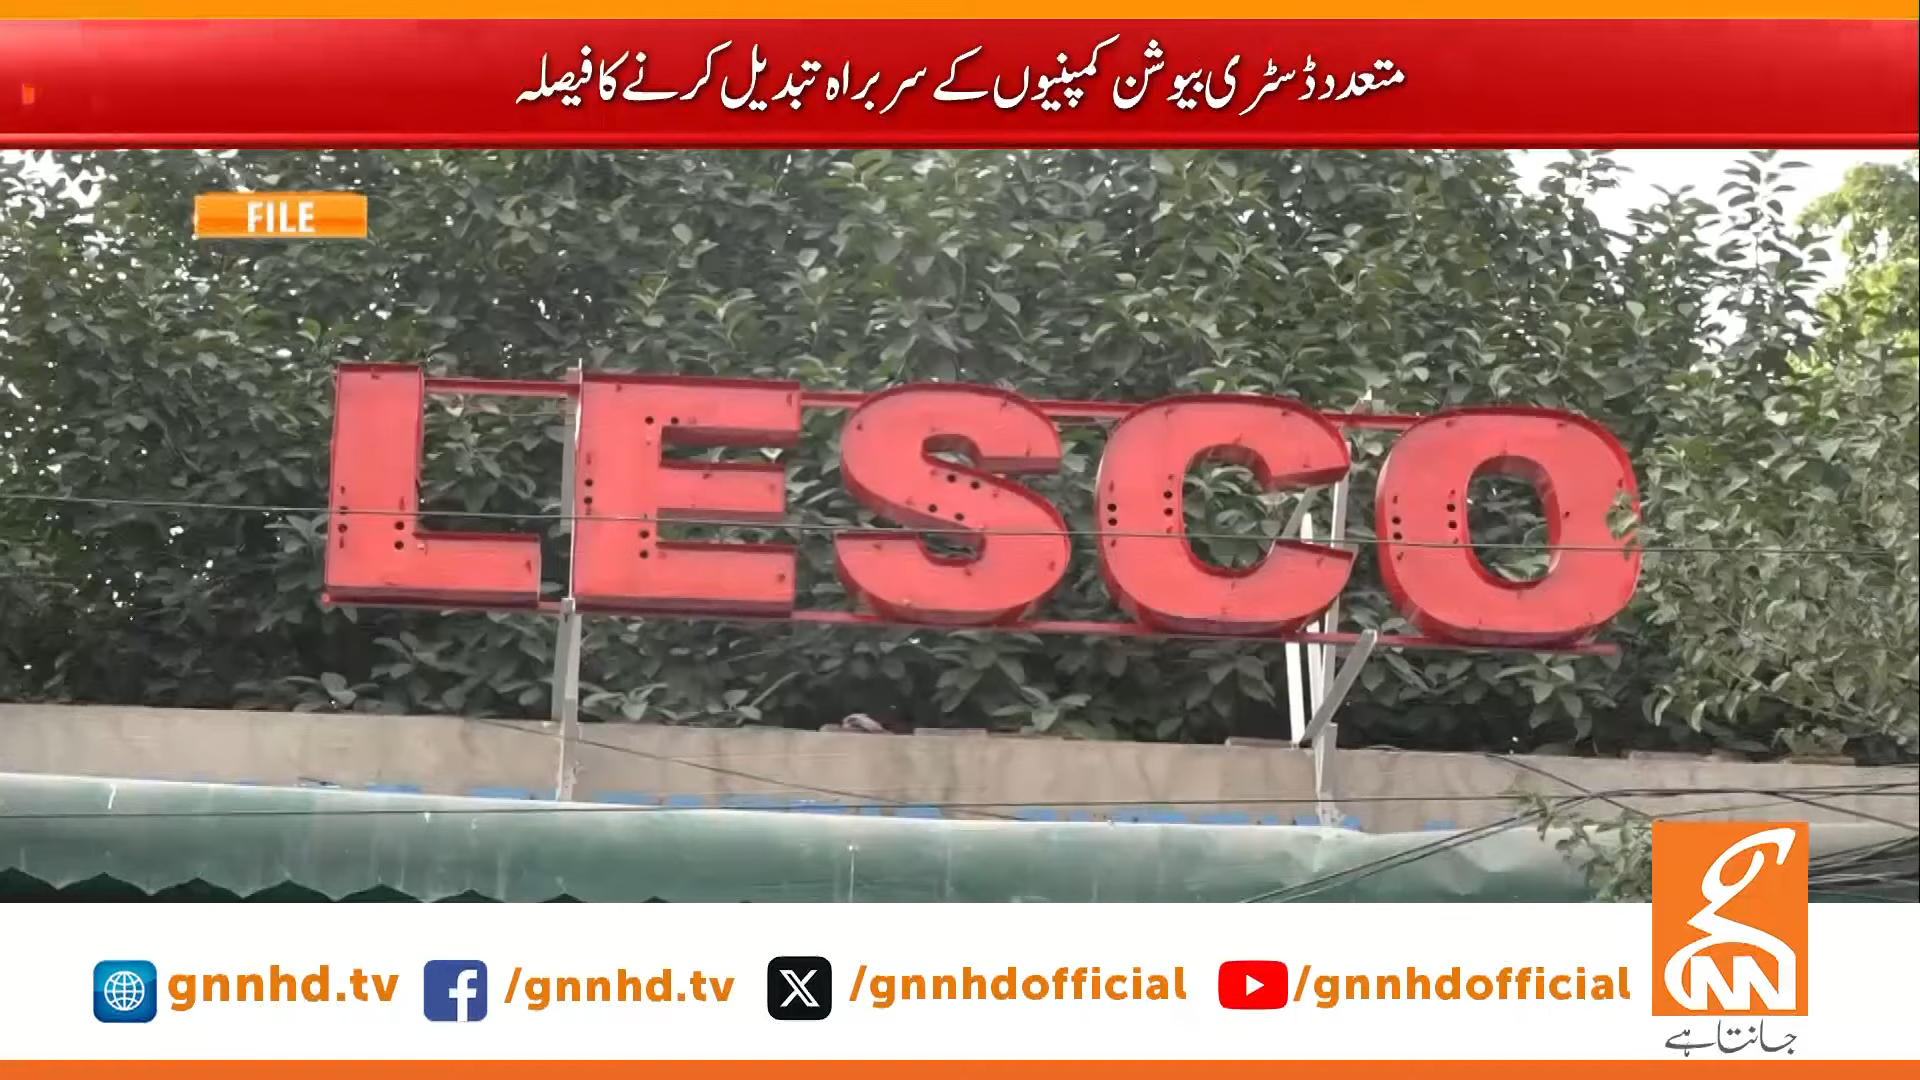 متعدد ڈسٹری بیوشن کمپنیوں کے سربراہ تبدیل کرنے کا فیصلہ
FILE
LESCO
gnnhd.tv
/gnnhd.tv
/gnnhdofficial
/gnnhdofficial
GNN
جانتا ہے